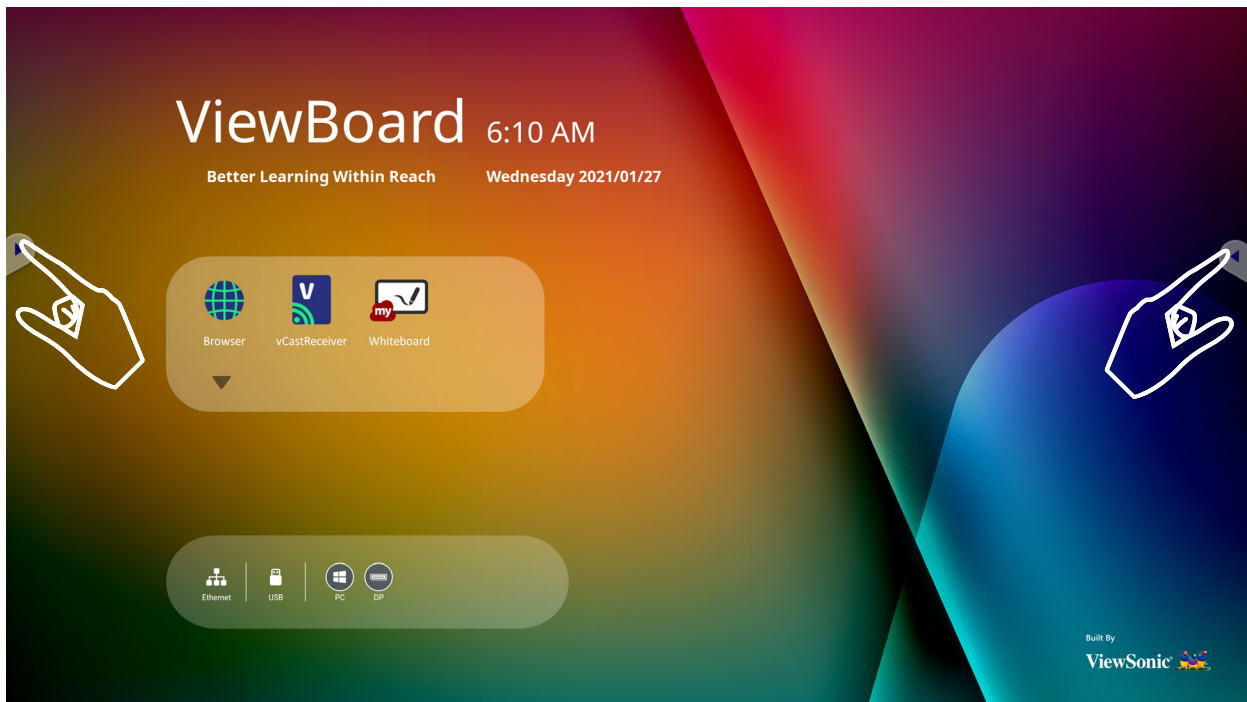 ViewBoard 6:10 AM
Better Learning Within Reach Wednesday 2021/01/27
V
my
Browser vCastReceiver Whiteboard
Ethernet USB PC DP
Built By
ViewSonic